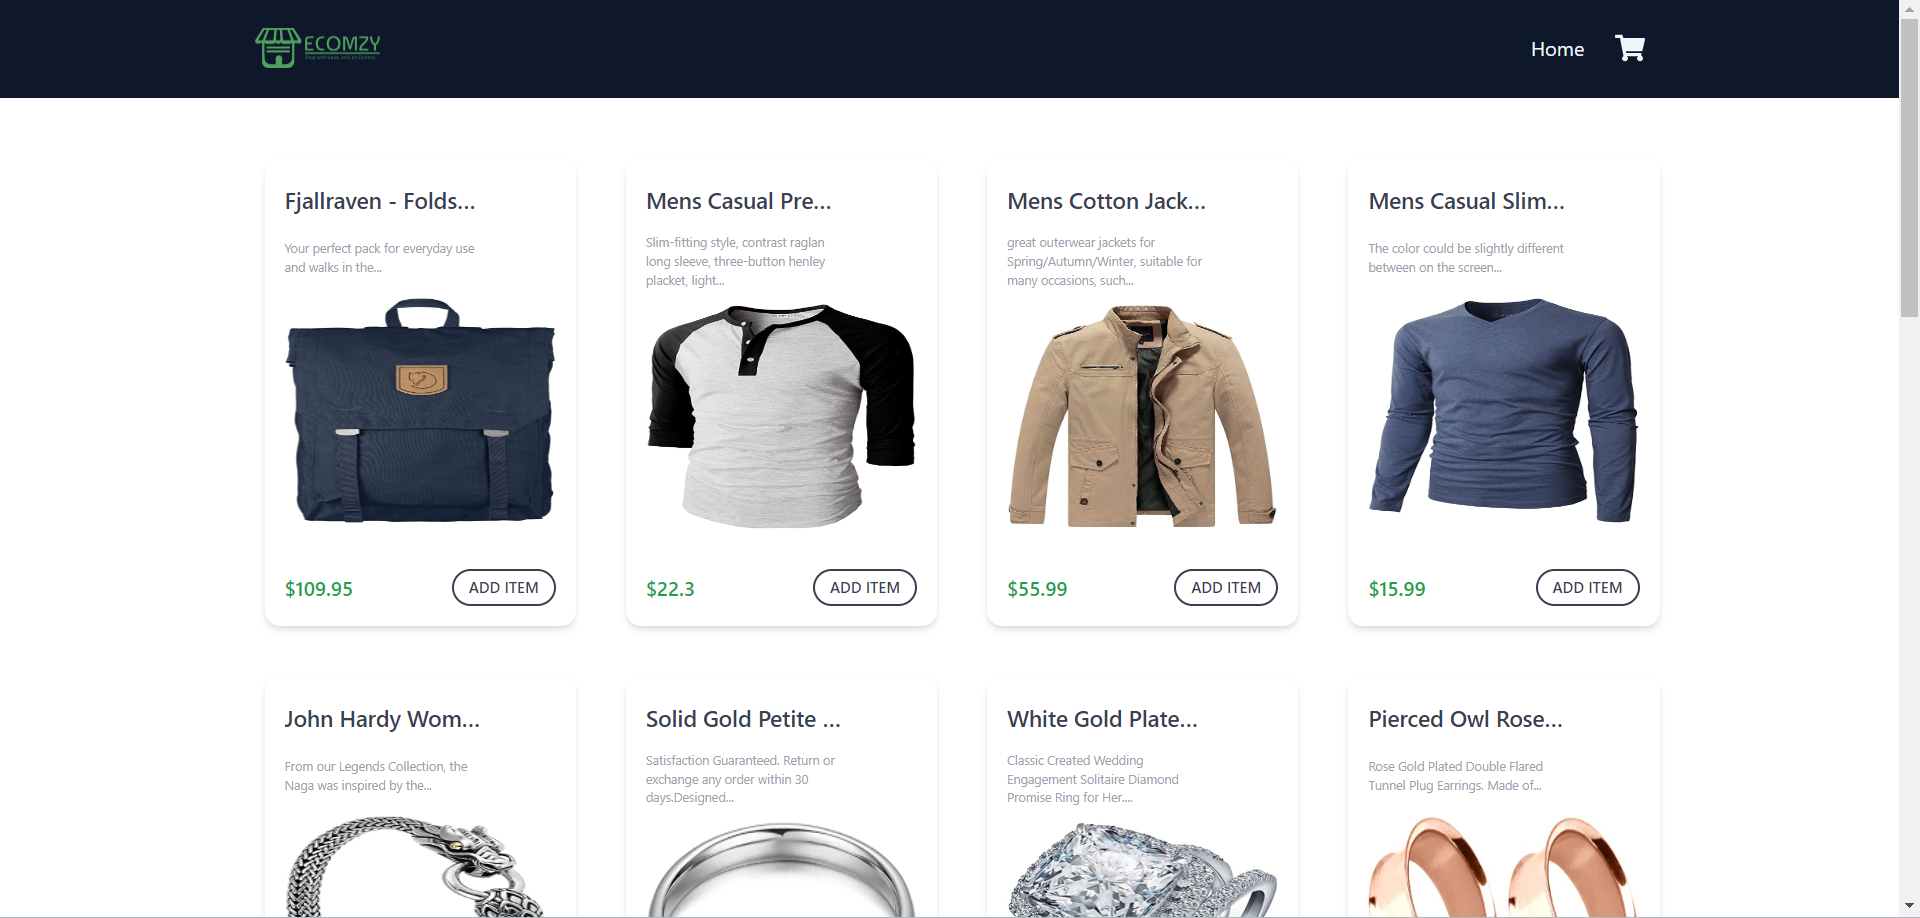 ECOMZY
Shop with ease, only on Ecomzy.
Home
Fjallraven - Folds...
Your perfect pack for everyday use
and walks in the...
$109.95
ADD ITEM
Mens Casual Pre...
Slim-fitting style, contrast raglan
long sleeve, three-button henley
placket, light...
$22.3
ADD ITEM
Mens Cotton Jack...
great outerwear jackets for
Spring/Autumn/Winter, suitable for
many occasions, such...
$55.99
ADD ITEM
Mens Casual Slim...
The color could be slightly different
between on the screen...
$15.99
ADD ITEM
John Hardy Wom...
From our Legends Collection, the
Naga was inspired by the...
Solid Gold Petite ...
Satisfaction Guaranteed. Return or
exchange any order within 30
days.Designed...
White Gold Plate...
Classic Created Wedding
Engagement Solitaire Diamond
Promise Ring for Her....
Pierced Owl Rose...
Rose Gold Plated Double Flared
Tunnel Plug Earrings. Made of...